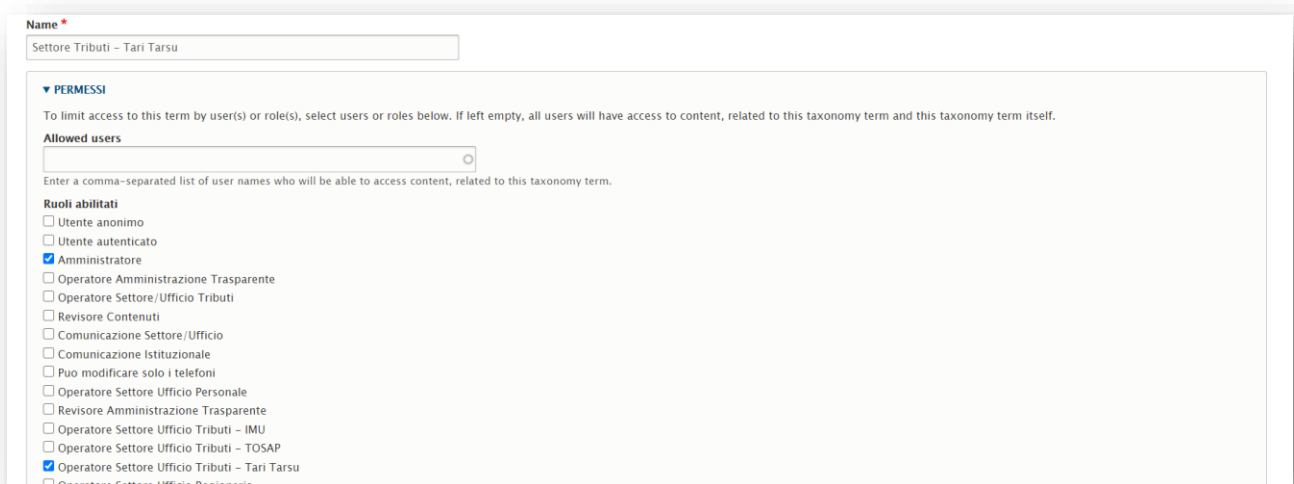 Name *
Settore Tributi – Tari Tarsu
▼ PERMESSI
To limit access to this term by user(s) or role(s), select users or roles below. If left empty, all users will have access to content, related to this taxonomy term and this taxonomy term itself.
Allowed users
Enter a comma-separated list of user names who will be able to access content, related to this taxonomy term.
Ruoli abilitati
Utente anonimo
Utente autenticato
Amministratore
Operatore Amministrazione Trasparente
Operatore Settore/Ufficio Tributi
Revisore Contenuti
Comunicazione Settore/Ufficio
Comunicazione Istituzionale
Puo modificare solo i telefoni
Operatore Settore Ufficio Personale
Revisore Amministrazione Trasparente
Operatore Settore Ufficio Tributi – IMU
Operatore Settore Ufficio Tributi – TOSAP
Operatore Settore Ufficio Tributi – Tari Tarsu
Operatore Settore Ufficio